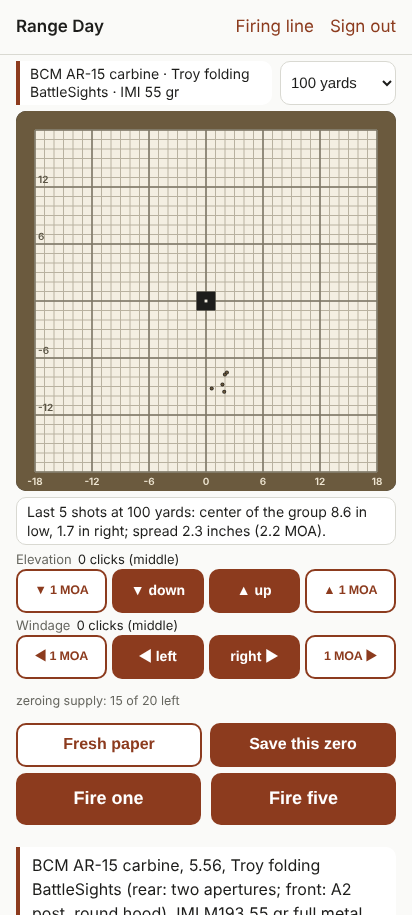 Range Day
Firing line
Sign out
BCM AR-15 carbine · Troy folding
BattleSights · IMI 55 gr
100 yards
12
6
-6
-12
-18 -12 -6 0 6 12 18
Last 5 shots at 100 yards: center of the group 8.6 in
low, 1.7 in right; spread 2.3 inches (2.2 MOA).
Elevation 0 clicks (middle)
▼ 1 MOA
▼ down
▲ up
▲ 1 MOA
Windage 0 clicks (middle)
◀ 1 MOA
◀ left
right ▶
1 MOA ▶
zeroing supply: 15 of 20 left
Fresh paper
Save this zero
Fire one
Fire five
BCM AR-15 carbine, 5.56, Troy folding
BattleSights (rear: two apertures; front: A2
post, round hood), IMI M193 55 gr full metal